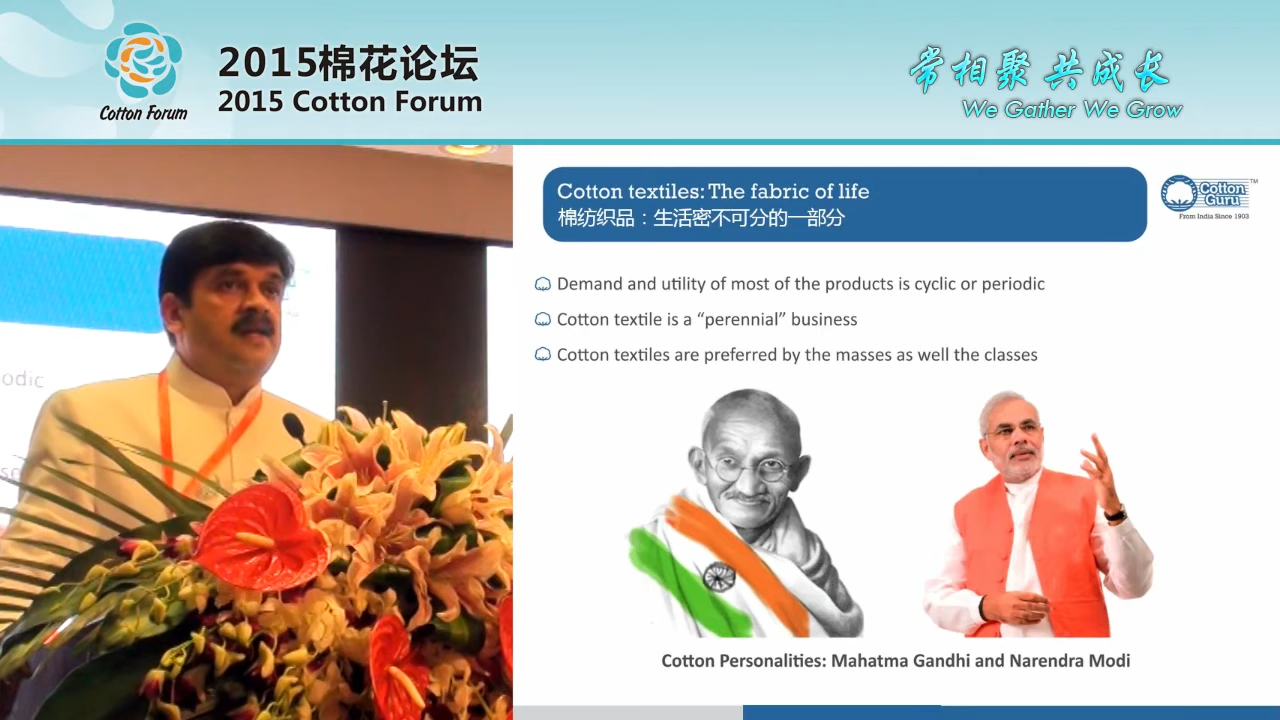 2015棉花论坛
2015 Cotton Forum
Cotton Forum
常相聚 共成长
We Gather We Grow
Cotton textiles: The fabric of life
棉纺织品：生活密不可分的一部分
Cotton
Guru
TM
From India Since 1903
Demand and utility of most of the products is cyclic or periodic
Cotton textile is a “perennial” business
Cotton textiles are preferred by the masses as well the classes
odic
Cotton Personalities: Mahatma Gandhi and Narendra Modi